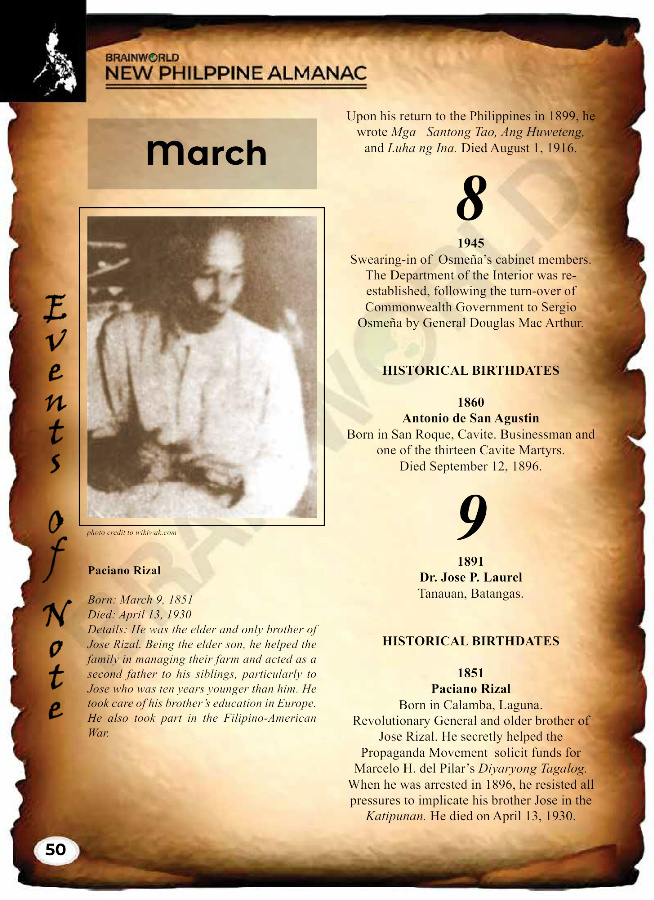 BRAINWORLD
NEW PHILPPINE ALMANAC
March
Events of Note
photo credit to wikiwak.com
Paciano Rizal
Born: March 9, 1851
Died: April 13, 1930
Details: He was the elder and only brother of
Jose Rizal. Being the elder son, he helped the
family in managing their farm and acted as a
second father to his siblings, particularly to
Jose who was ten years younger than him. He
took care of his brother's education in Europe.
He also took part in the Filipino-American
War.
Upon his return to the Philippines in 1899, he
wrote Mga Santong Tao, Ang Huweteng,
and Luha ng Ina. Died August 1, 1916.
8
1945
Swearing-in of Osmeña's cabinet members.
The Department of the Interior was re-
established, following the turn-over of
Commonwealth Government to Sergio
Osmeña by General Douglas Mac Arthur.
HISTORICAL BIRTHDATES
1860
Antonio de San Agustin
Born in San Roque, Cavite. Businessman and
one of the thirteen Cavite Martyrs.
Died September 12, 1896.
9
1891
Dr. Jose P. Laurel
Tanauan, Batangas.
HISTORICAL BIRTHDATES
1851
Paciano Rizal
Born in Calamba, Laguna.
Revolutionary General and older brother of
Jose Rizal. He secretly helped the
Propaganda Movement solicit funds for
Marcelo H. del Pilar's Diyaryong Tagalog.
When he was arrested in 1896, he resisted all
pressures to implicate his brother Jose in the
Katipunan. He died on April 13, 1930.
50
BRAINWORLD